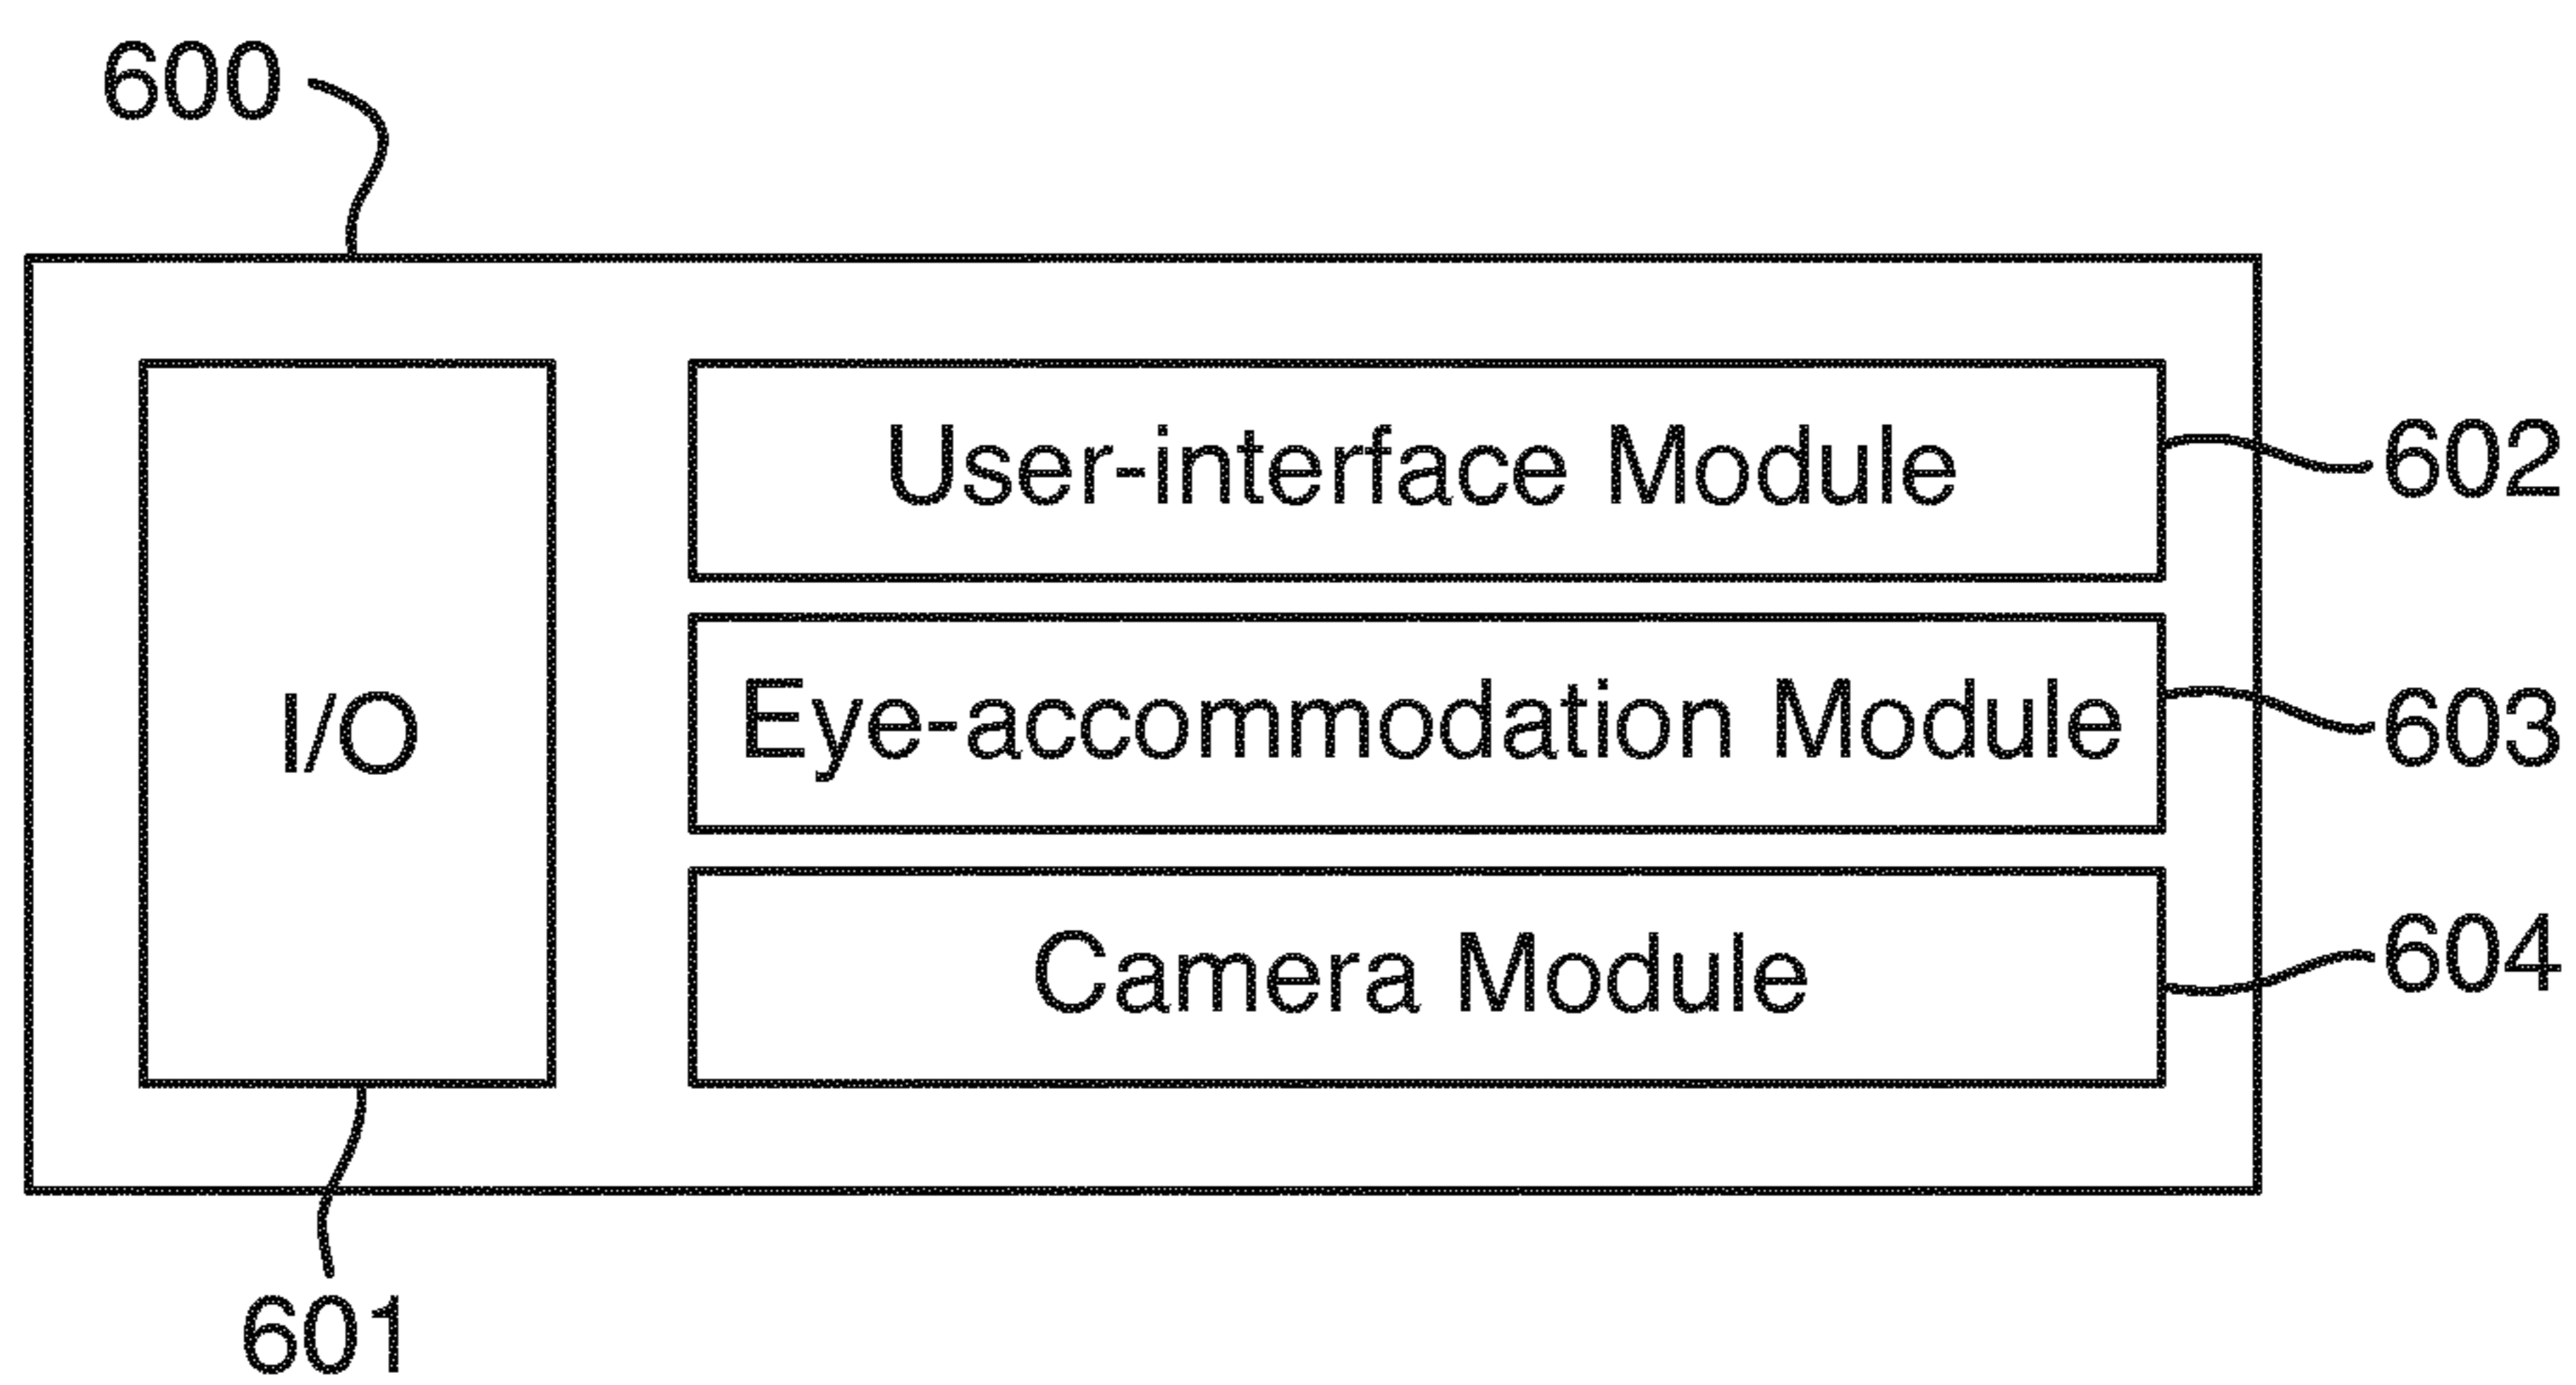 600
User-interface Module
602
I/O
Eye-accommodation Module
603
Camera Module
604
601